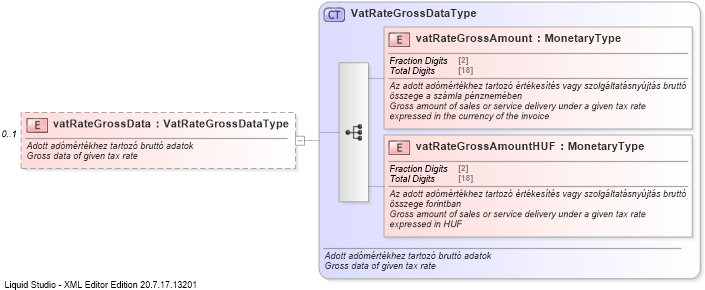 CT VatRateGrossDataType
E vatRateGrossAmount : MonetaryType
Fraction Digits [2]
Total Digits [18]
Az adott adómértékhez tartozó értékesítés vagy szolgáltatásnyújtás bruttó
összege a számla pénznemében
Gross amount of sales or service delivery under a given tax rate
expressed in the currency of the invoice
0..1
E vatRateGrossData : VatRateGrossDataType
Adott adómértékhez tartozó bruttó adatok
Gross data of given tax rate
E vatRateGrossAmountHUF : MonetaryType
Fraction Digits [2]
Total Digits [18]
Az adott adómértékhez tartozó értékesítés vagy szolgáltatásnyújtás bruttó
összege forintban
Gross amount of sales or service delivery under a given tax rate
expressed in HUF
Adott adómértékhez tartozó bruttó adatok
Gross data of given tax rate
Liquid Studio - XML Editor Edition 20.7.17.13201